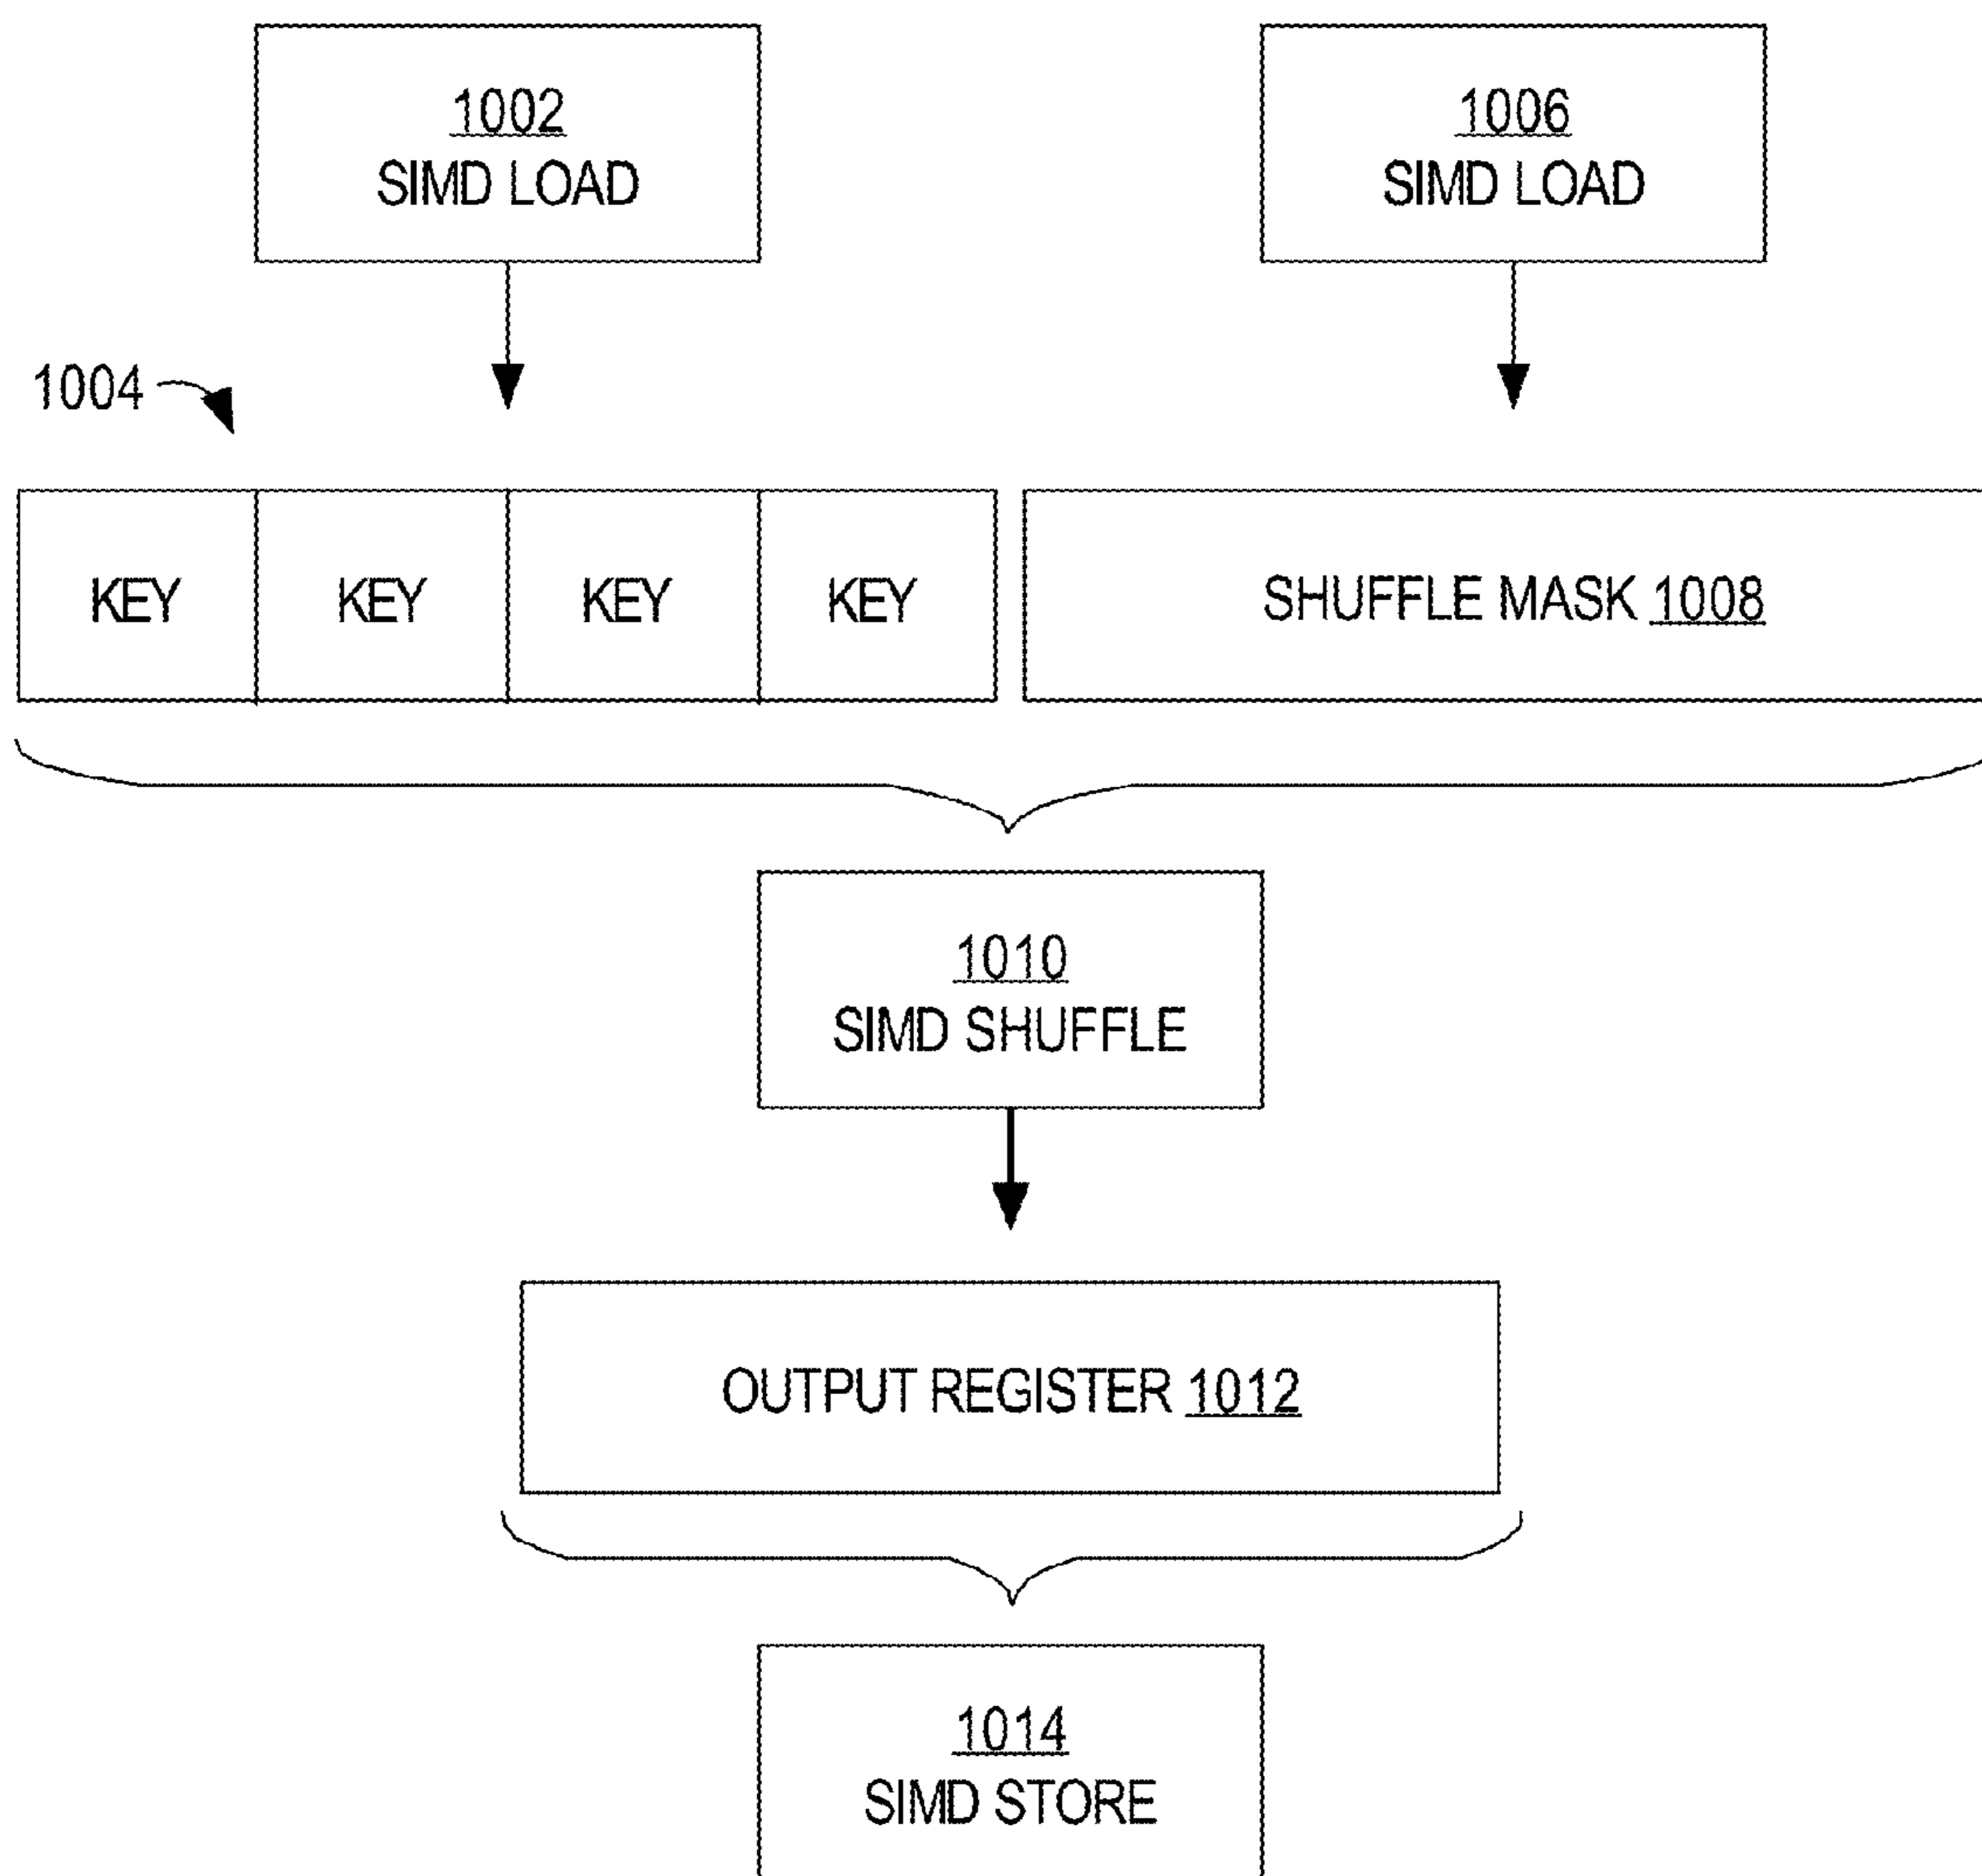 1002
SIMD LOAD
1006
SIMD LOAD
1004
KEY KEY KEY KEY SHUFFLE MASK 1008
1010
SIMD SHUFFLE
OUTPUT REGISTER 1012
1014
SIMD STORE